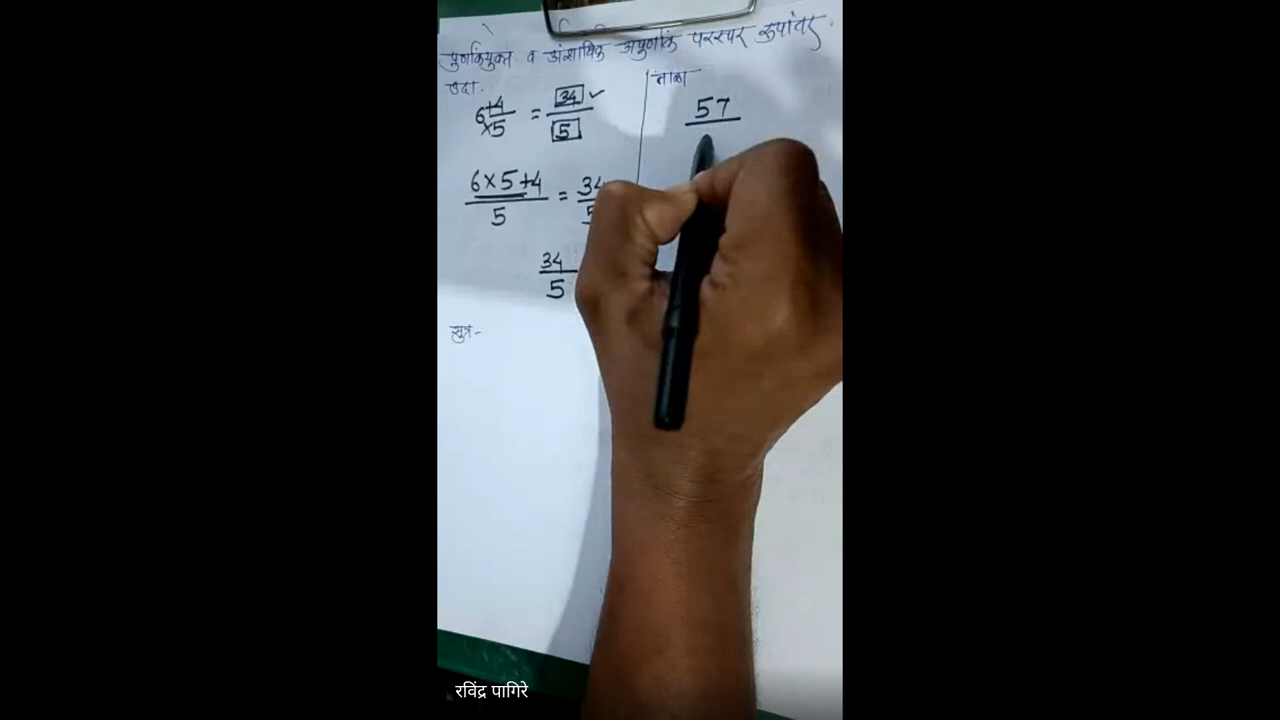 पुर्णांकयुक्त व अंशाधिक अपुर्णांक परस्पर रुपांतर.
उदा.
6 +4/×5 = 34/5 ✓
6×5+4/5 = 34/5
34/5
सुत्र-
ताळा
57
रविंद्र पागिरे